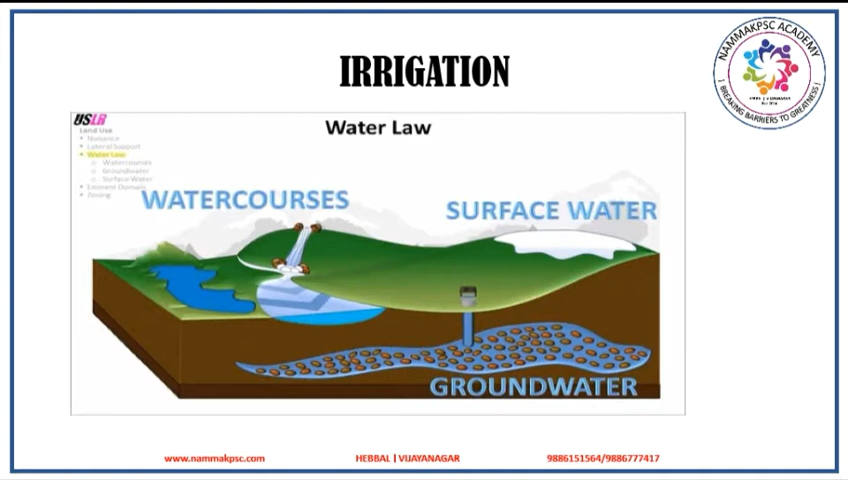 IRRIGATION
NAMMAKPSC ACADEMY
! BREAKING BARRIERS TO GREATNESS !
USLR
Land Use
• Nuisance
• Lateral Support
• Water Law
o Watercourses
o Groundwater
o Surface Water
• Eminent Domain
• Zoning
Water Law
WATERCOURSES
SURFACE WATER
GROUNDWATER
www.nammakpsc.com
HEBBAL | VIJAYANAGAR
9886151564/9886777417